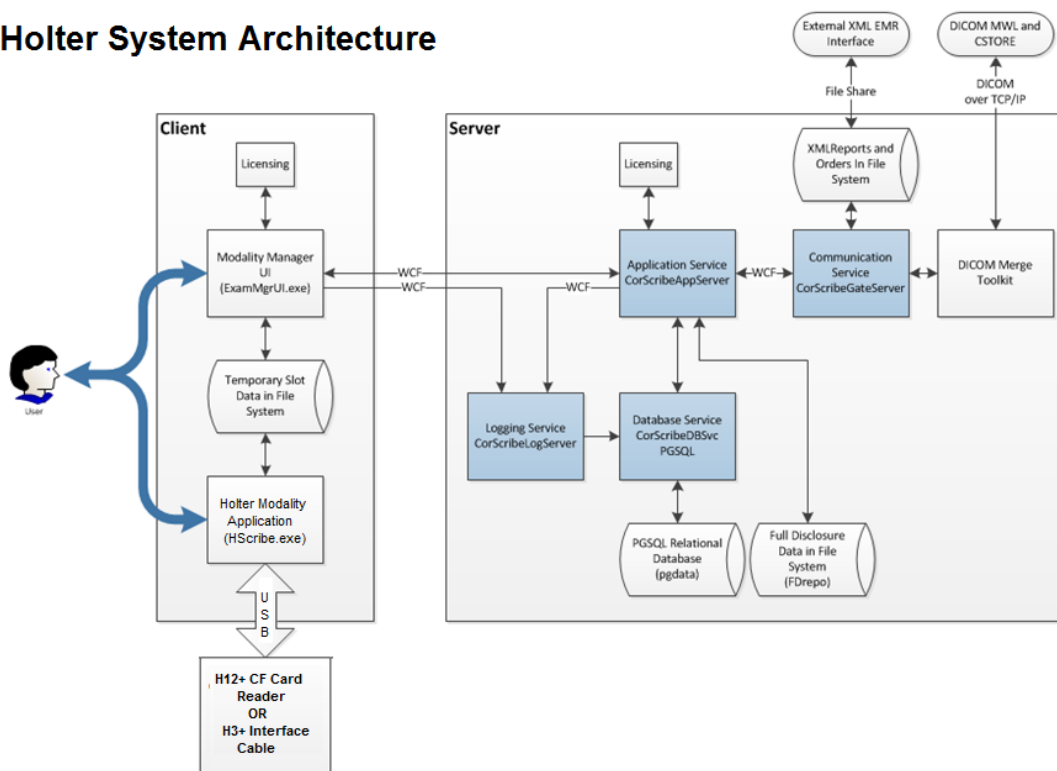 Holter System Architecture
External XML EMR
Interface
DICOM MWL and
CSTORE
File Share
DICOM
over TCP/IP
Client
Server
Licensing
Licensing
XMLReports and
Orders In File
System
Modality Manager
UI
(ExamMgrUI.exe)
WCF
WCF
WCF
Application Service
CorScribeAppServer
WCF
Communication
Service
CorScribeGateServer
DICOM Merge
Toolkit
User
Temporary Slot
Data in File
System
Logging Service
CorScribeLogServer
Database Service
CorScribeDBSvc
PGSQL
Holter Modality
Application
(HScribe.exe)
PGSQL Relational
Database
(pgdata)
Full Disclosure
Data in File
System
(FDrepo)
U
S
B
H12+ CF Card
Reader
OR
H3+ Interface
Cable